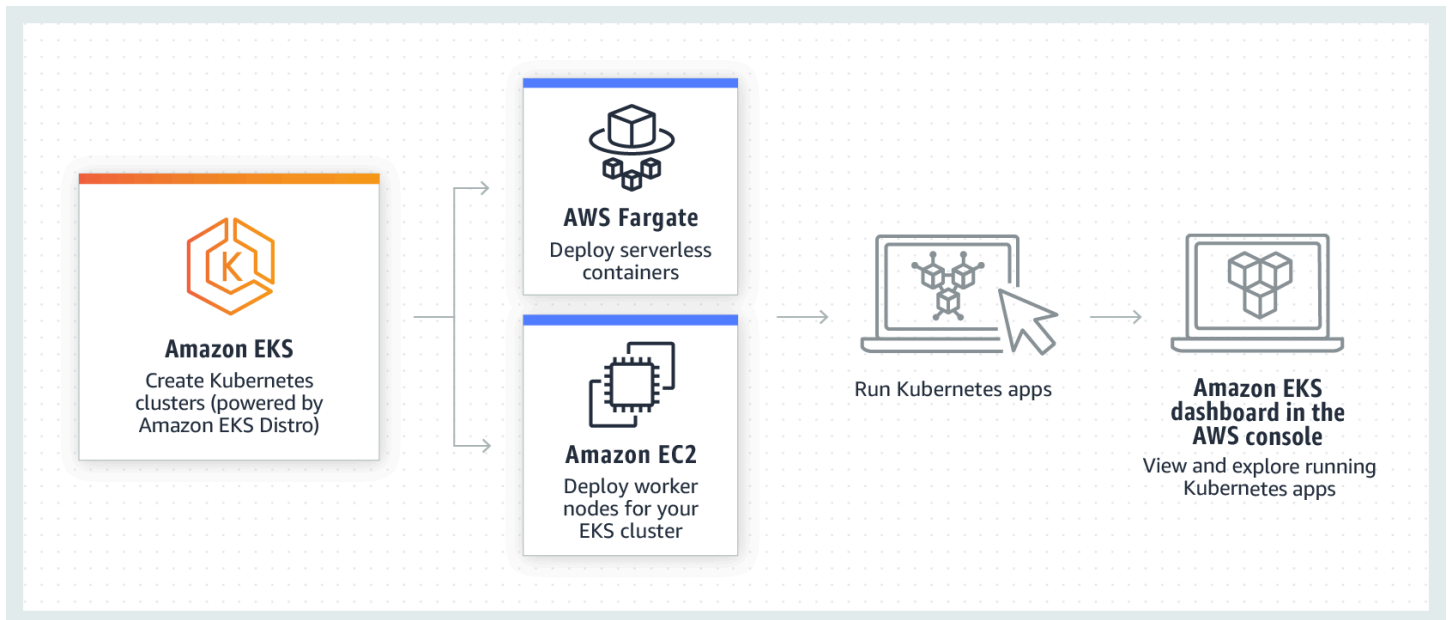 Amazon EKS
Create Kubernetes
clusters (powered by
Amazon EKS Distro)
AWS Fargate
Deploy serverless
containers
Amazon EC2
Deploy worker
nodes for your
EKS cluster
Run Kubernetes apps
Amazon EKS
dashboard in the
AWS console
View and explore running
Kubernetes apps